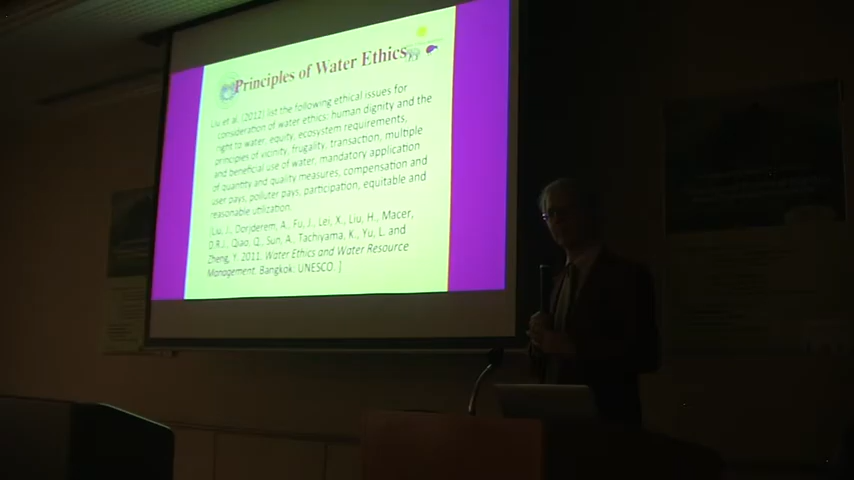 Principles of Water Ethics
Liu et al. (2012) list the following ethical issues for
consideration of water ethics: human dignity and the
right to water, equity, ecosystem requirements,
principles of vicinity, frugality, transaction, multiple
and beneficial use of water, mandatory application
of quantity and quality measures, compensation and
user pays, polluter pays, participation, equitable and
reasonable utilization.
[Liu, J., Dorjderem, A., Fu, J., Lei, X., Liu, H., Macer,
D.R.J., Qiao, Q., Sun, A., Tachiyama, K., Yu, L. and
Zheng, Y. 2011. Water Ethics and Water Resource
Management. Bangkok: UNESCO. ]